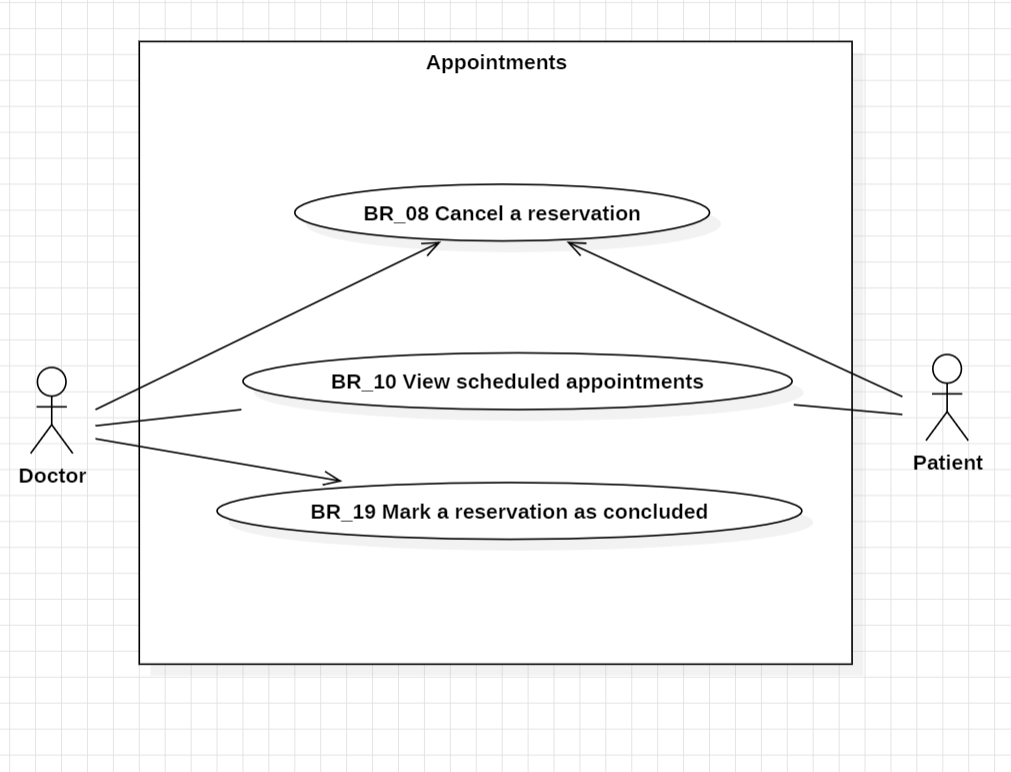 Appointments
BR_08 Cancel a reservation
BR_10 View scheduled appointments
Doctor
Patient
BR_19 Mark a reservation as concluded